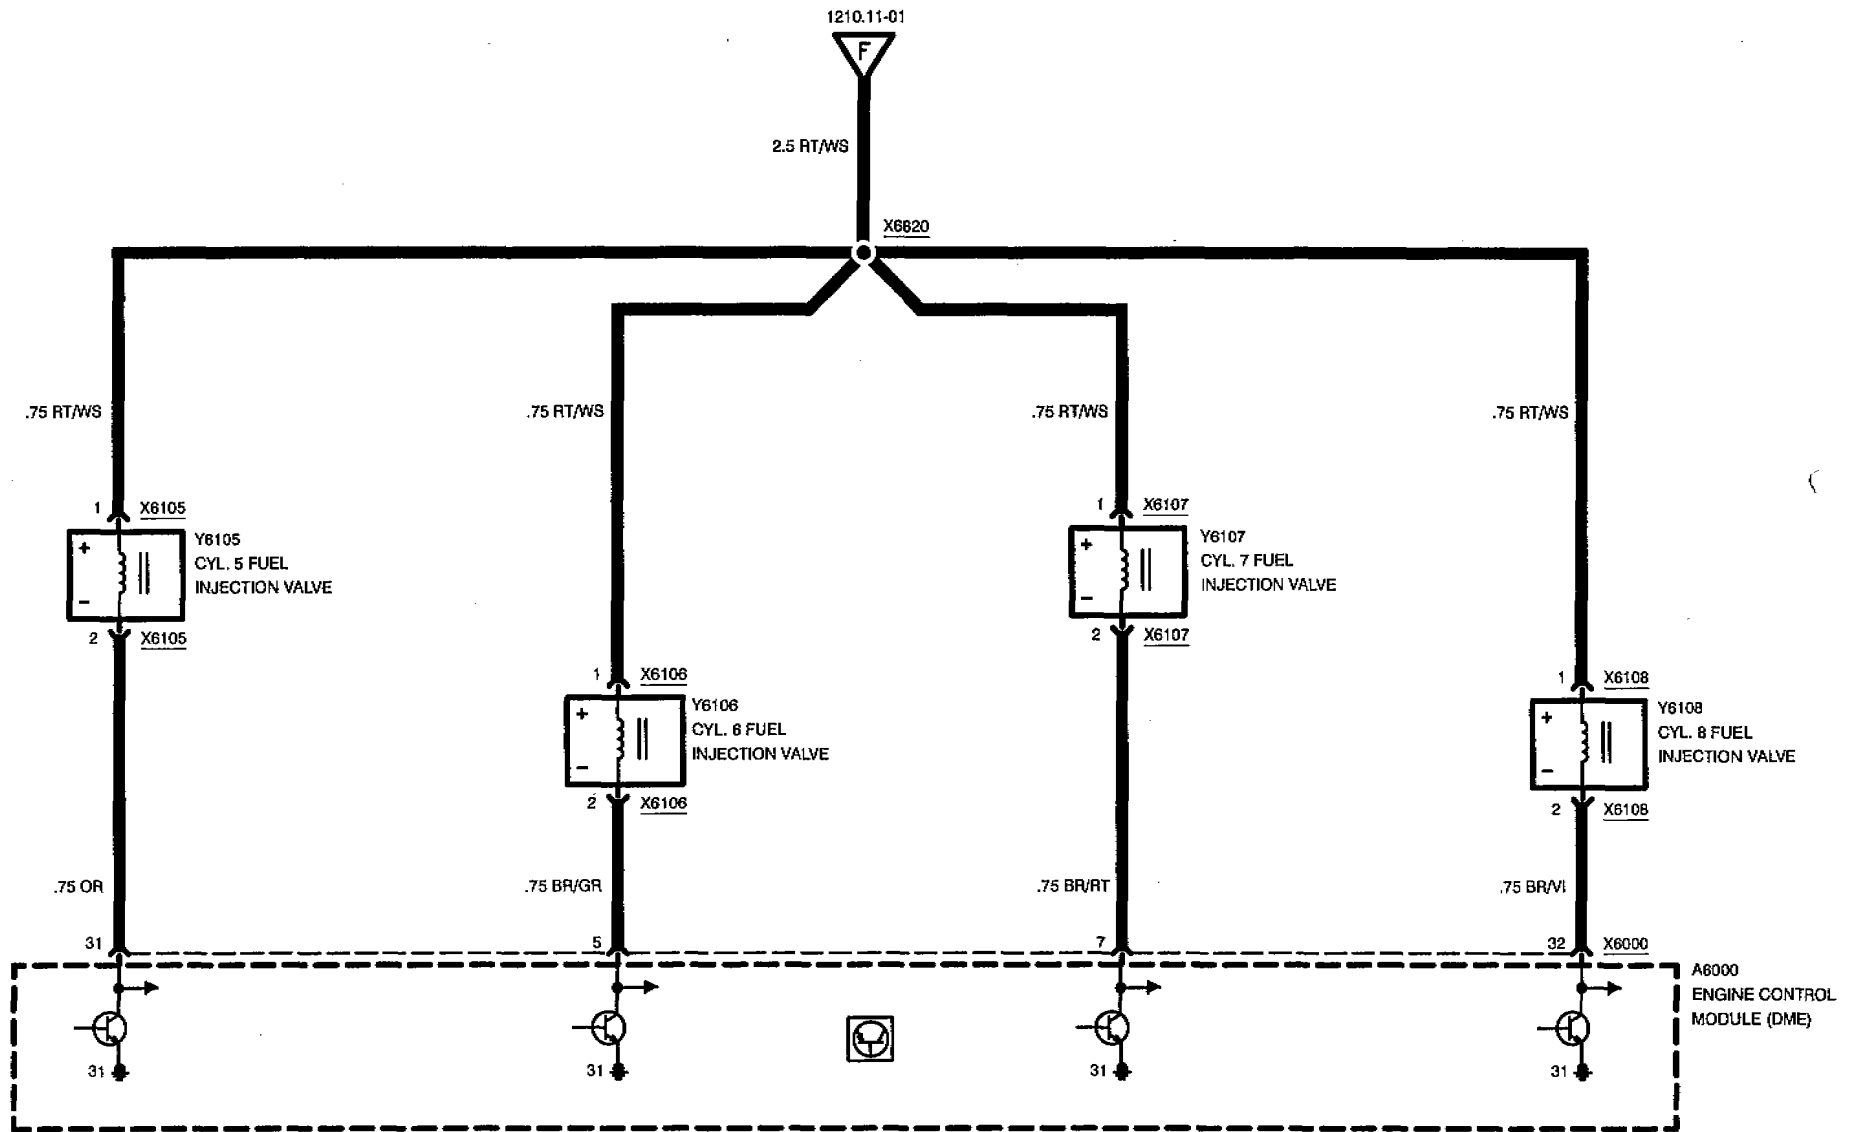 1210.11-01
F
2.5 RT/WS
X6820
.75 RT/WS
.75 RT/WS
.75 RT/WS
.75 RT/WS
1 X6105
+
-
Y6105
CYL. 5 FUEL
INJECTION VALVE
2 X6105
1 X6107
+
-
Y6107
CYL. 7 FUEL
INJECTION VALVE
2 X6107
1 X6106
+
-
Y6106
CYL. 6 FUEL
INJECTION VALVE
2 X6106
1 X6108
+
-
Y6108
CYL. 8 FUEL
INJECTION VALVE
2 X6108
.75 OR
.75 BR/GR
.75 BR/RT
.75 BR/VI
31
5
7
32 X6000
A6000
ENGINE CONTROL
MODULE (DME)
31
31
31
31